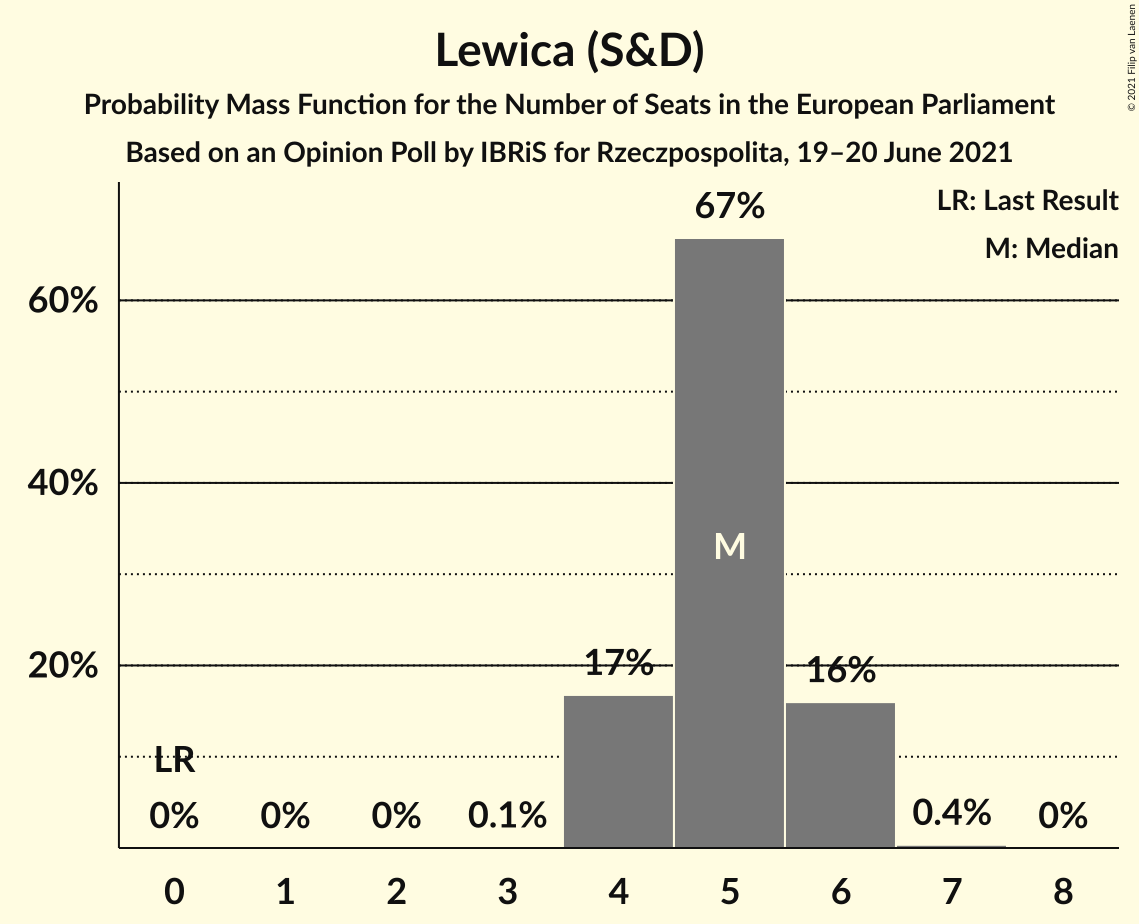 Lewica (S&D)
Probability Mass Function for the Number of Seats in the European Parliament
Based on an Opinion Poll by IBRiS for Rzeczpospolita, 19–20 June 2021
© 2021 Filip van Laenen
LR: Last Result
M: Median
67%
60%
40%
M
20%
17%
16%
LR
0%
0%
0%
0.1%
0.4%
0%
0 1 2 3 4 5 6 7 8